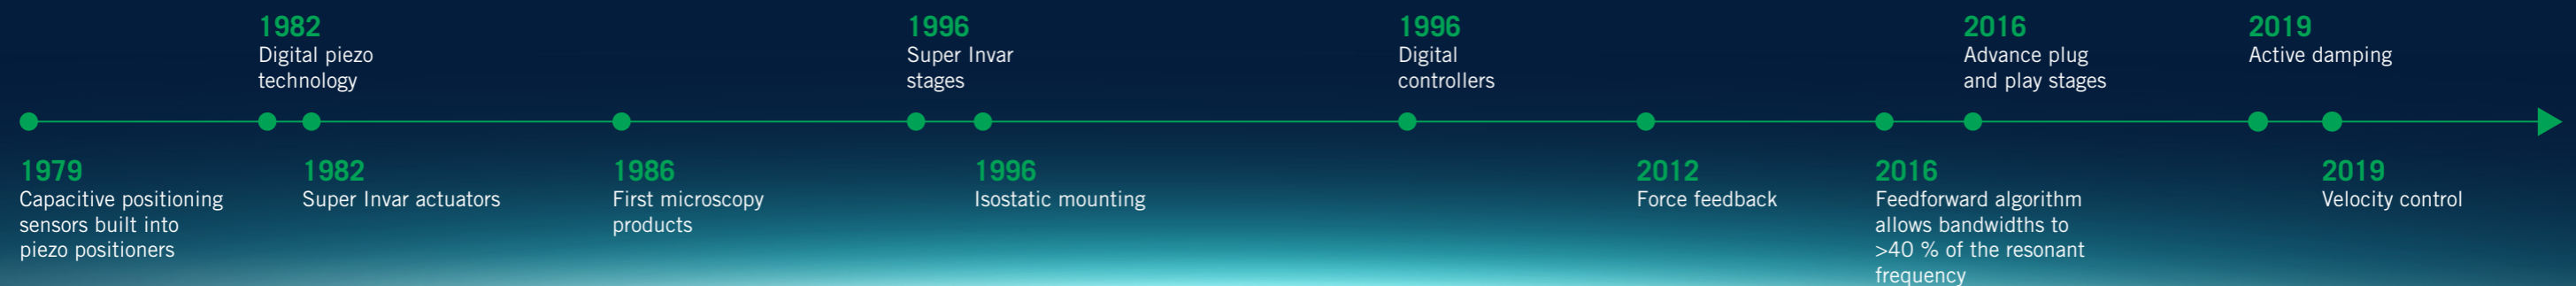 1979
Capacitive positioning
sensors built into
piezo positioners
1982
Digital piezo
technology
1982
Super Invar actuators
1986
First microscopy
products
1996
Super Invar
stages
1996
Isostatic mounting
1996
Digital
controllers
2012
Force feedback
2016
Feedforward algorithm
allows bandwidths to
>40 % of the resonant
frequency
2016
Advance plug
and play stages
2019
Active damping
2019
Velocity control